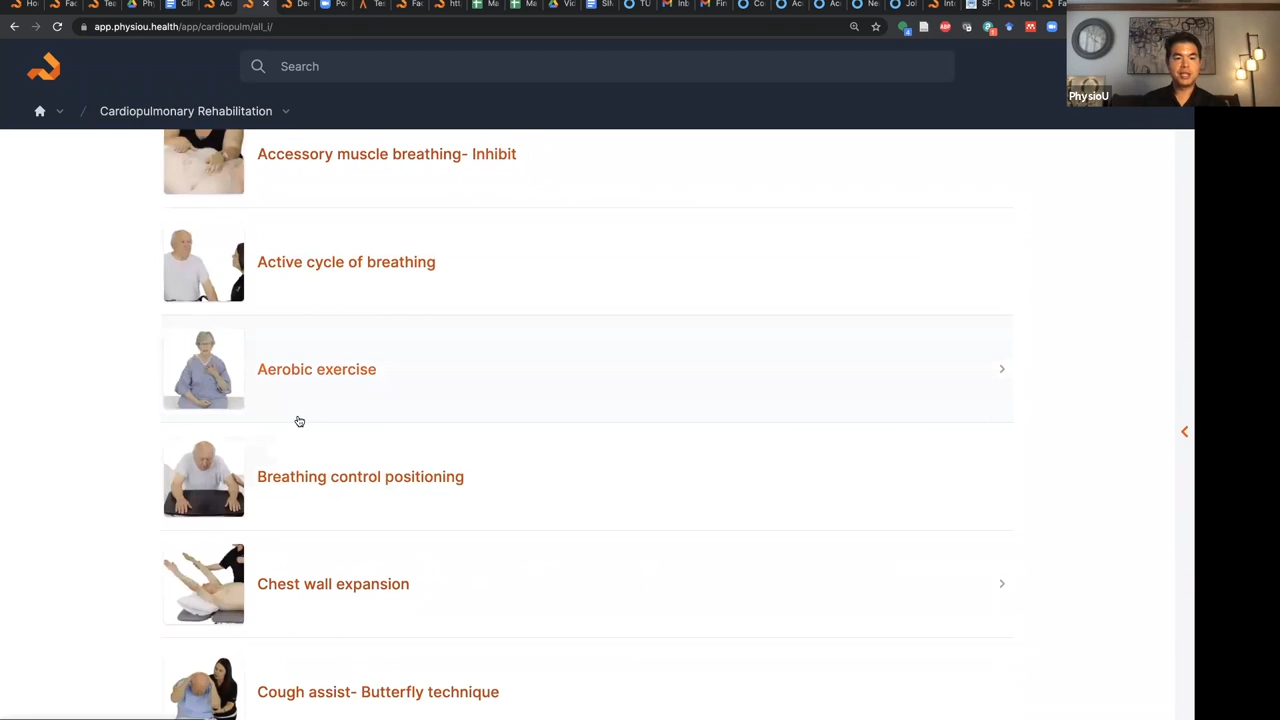 app.physiou.health/app/cardiopulm/all_i/
Search
PhysioU
Cardiopulmonary Rehabilitation
Accessory muscle breathing- Inhibit
Active cycle of breathing
Aerobic exercise
Breathing control positioning
Chest wall expansion
Cough assist- Butterfly technique